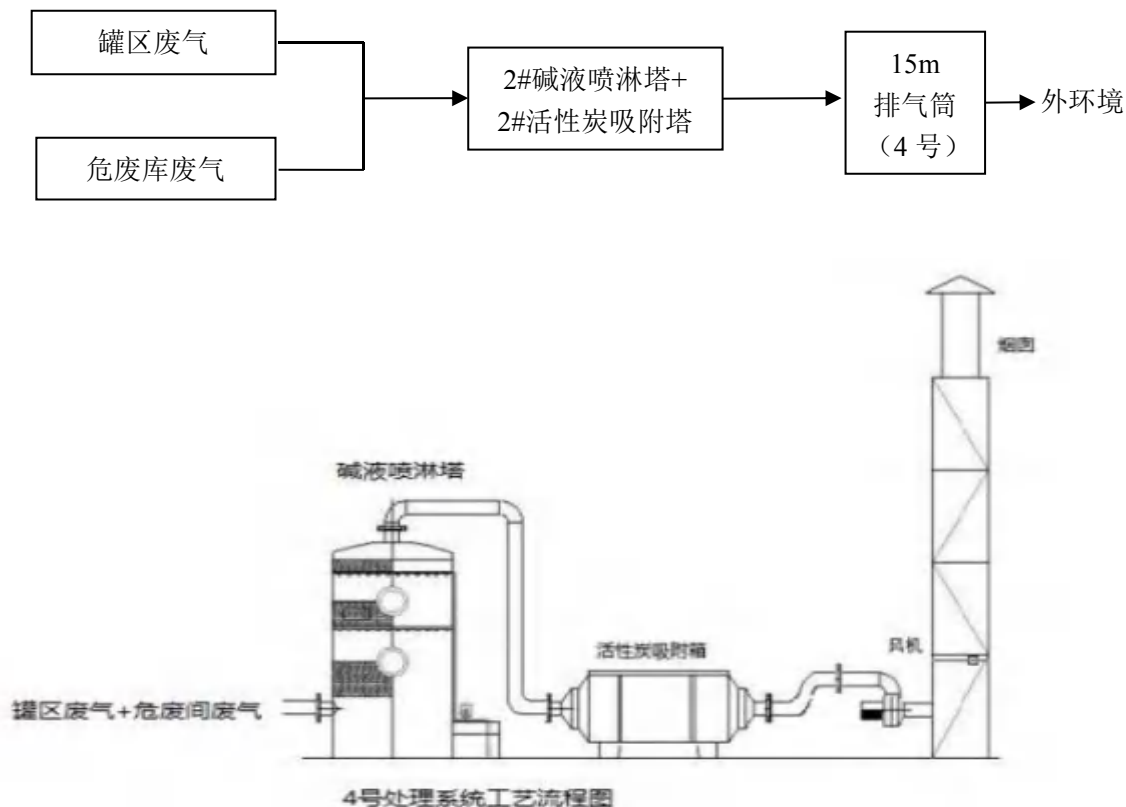 罐区废气
危废库废气
2#碱液喷淋塔+
2#活性炭吸附塔
15m
排气筒
（4 号）
外环境
烟囱
碱液喷淋塔
活性炭吸附箱
风机
罐区废气+危废间废气
4号处理系统工艺流程图